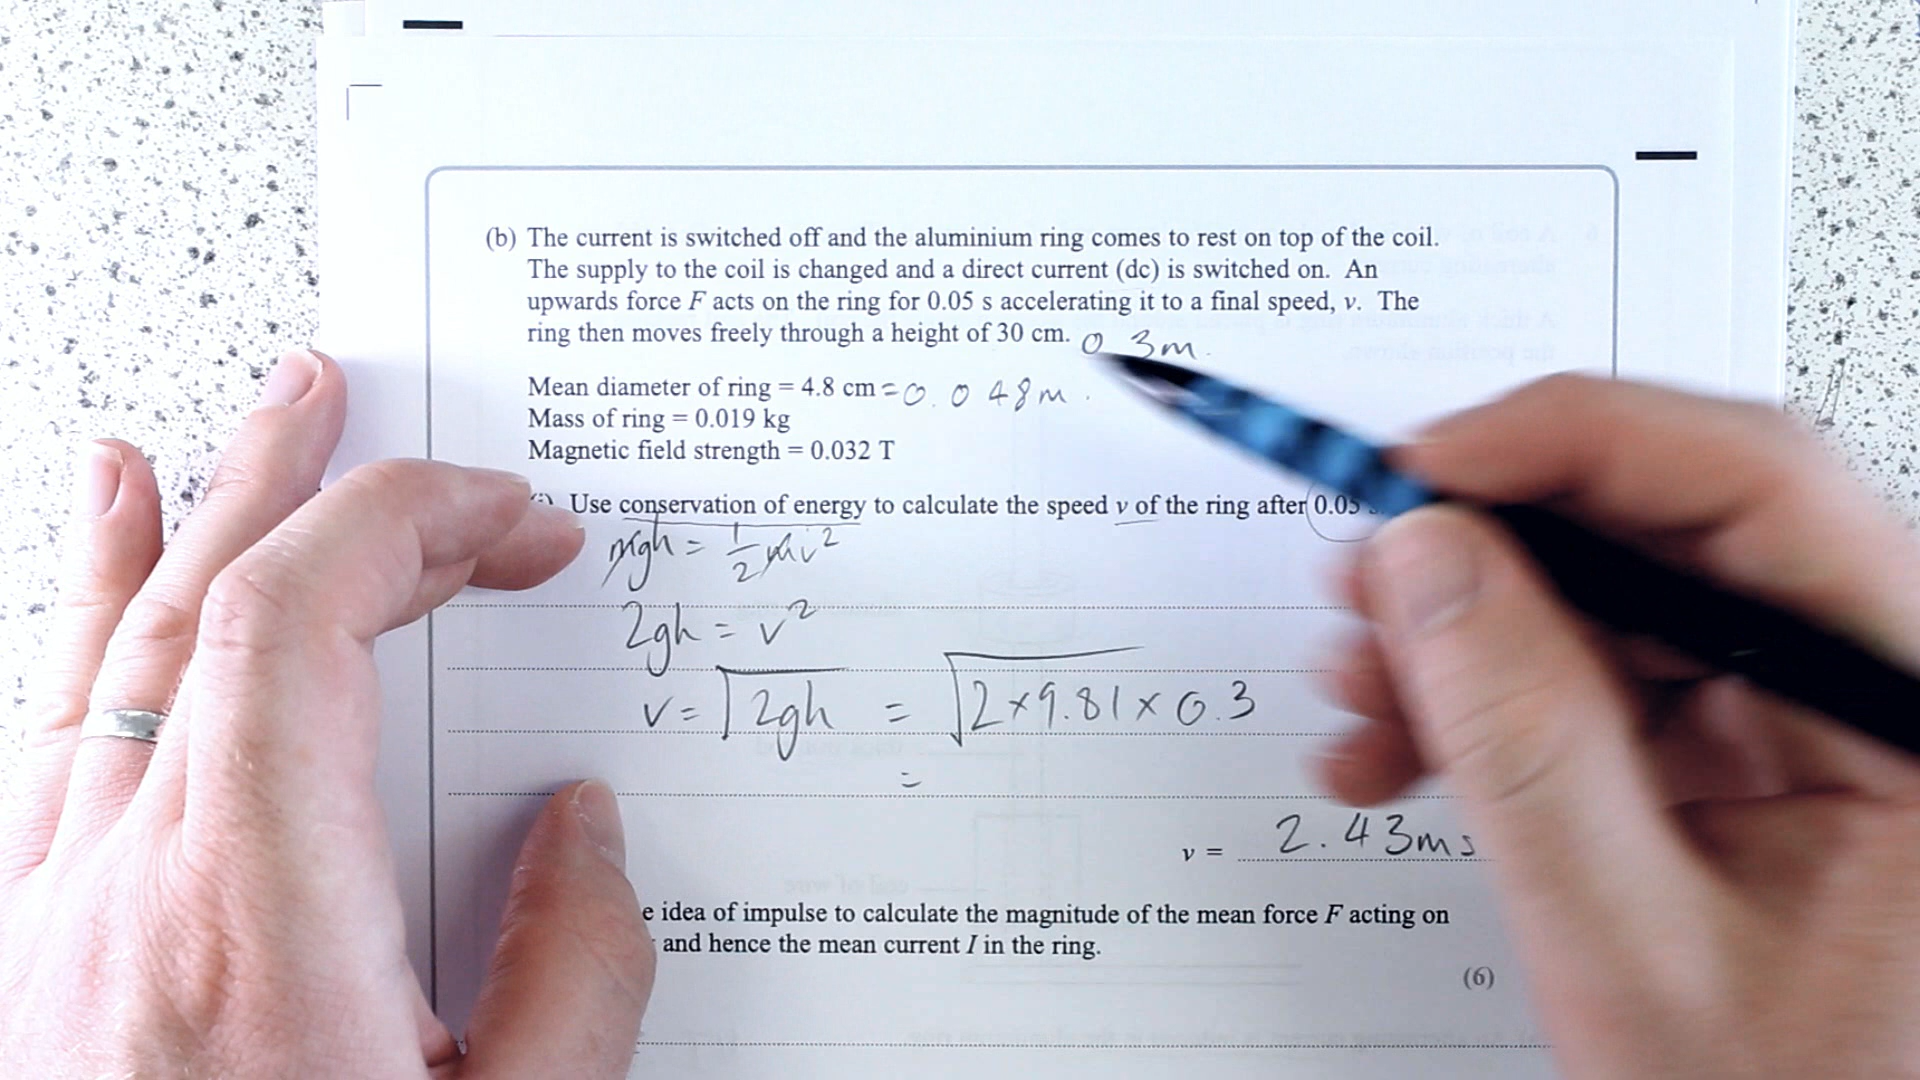 (b) The current is switched off and the aluminium ring comes to rest on top of the coil.
The supply to the coil is changed and a direct current (dc) is switched on. An
upwards force F acts on the ring for 0.05 s accelerating it to a final speed, v. The
ring then moves freely through a height of 30 cm. 0.3m.
Mean diameter of ring = 4.8 cm = 0.048m.
Mass of ring = 0.019 kg
Magnetic field strength = 0.032 T
Use conservation of energy to calculate the speed v of the ring after 0.05
mgh = 1/2 mv²
2gh = v²
v = √2gh = √2×9.81×0.3
=
v = 2.43ms
idea of impulse to calculate the magnitude of the mean force F acting on
and hence the mean current I in the ring.
(6)